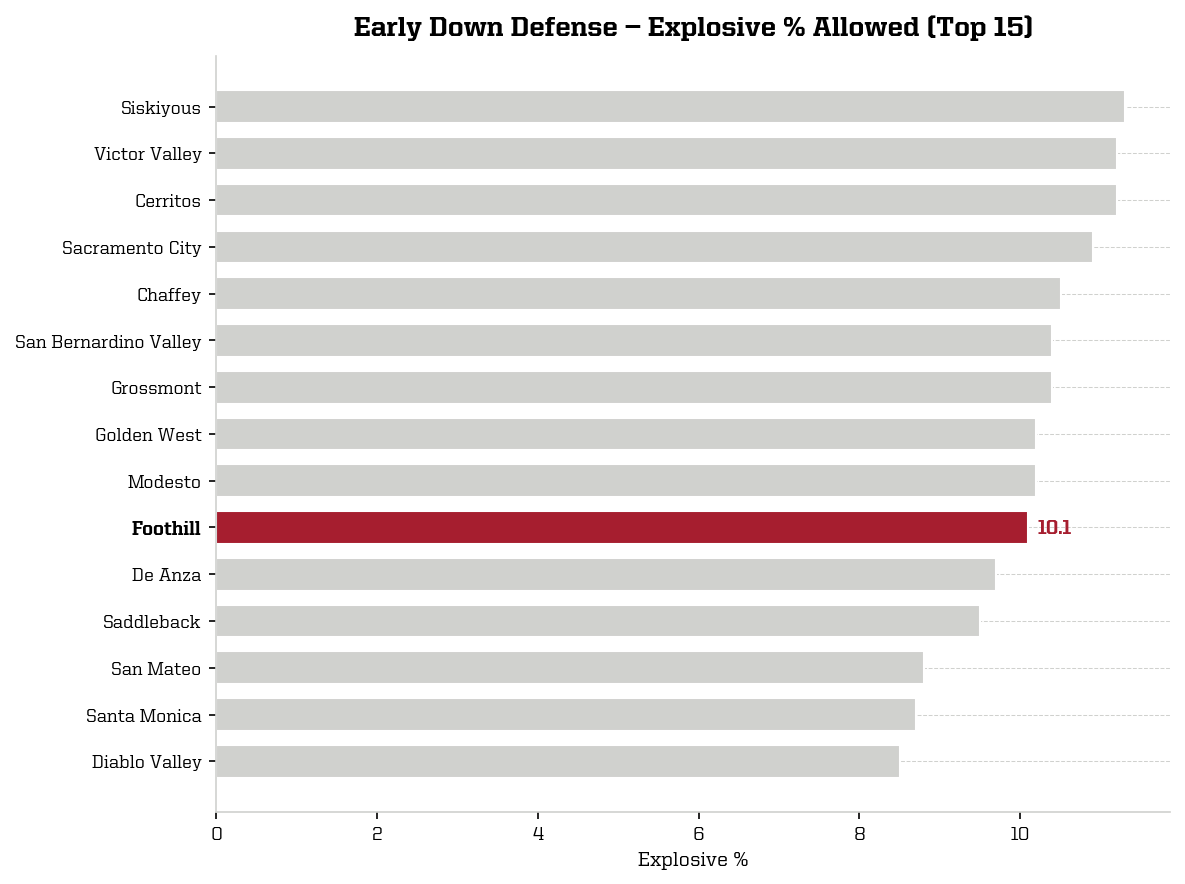 Early Down Defense – Explosive % Allowed (Top 15)
Siskiyous
Victor Valley
Cerritos
Sacramento City
Chaffey
San Bernardino Valley
Grossmont
Golden West
Modesto
Foothill 10.1
De Anza
Saddleback
San Mateo
Santa Monica
Diablo Valley
0 2 4 6 8 10
Explosive %